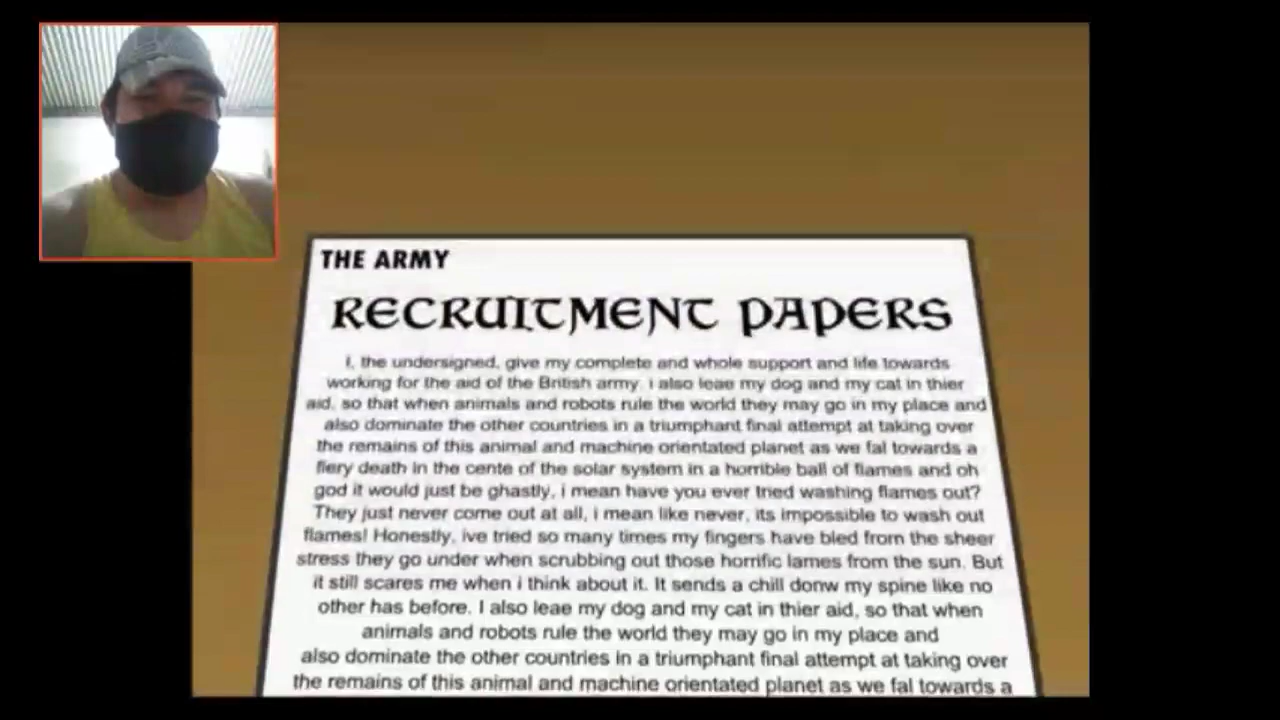 THE ARMY
RECRUITMENT PAPERS
I, the undersigned, give my complete and whole support and life towards
working for the aid of the British army. i also leae my dog and my cat in thier
aid, so that when animals and robots rule the world they may go in my place and
also dominate the other countries in a triumphant final attempt at taking over
the remains of this animal and machine orientated planet as we fal towards a
fiery death in the cente of the solar system in a horrible ball of flames and oh
god it would just be ghastly, i mean have you ever tried washing flames out?
They just never come out at all, i mean like never, its impossible to wash out
flames! Honestly, ive tried so many times my fingers have bled from the sheer
stress they go under when scrubbing out those horrific lames from the sun. But
it still scares me when i think about it. It sends a chill donw my spine like no
other has before. I also leae my dog and my cat in thier aid, so that when
animals and robots rule the world they may go in my place and
also dominate the other countries in a triumphant final attempt at taking over
the remains of this animal and machine orientated planet as we fal towards a